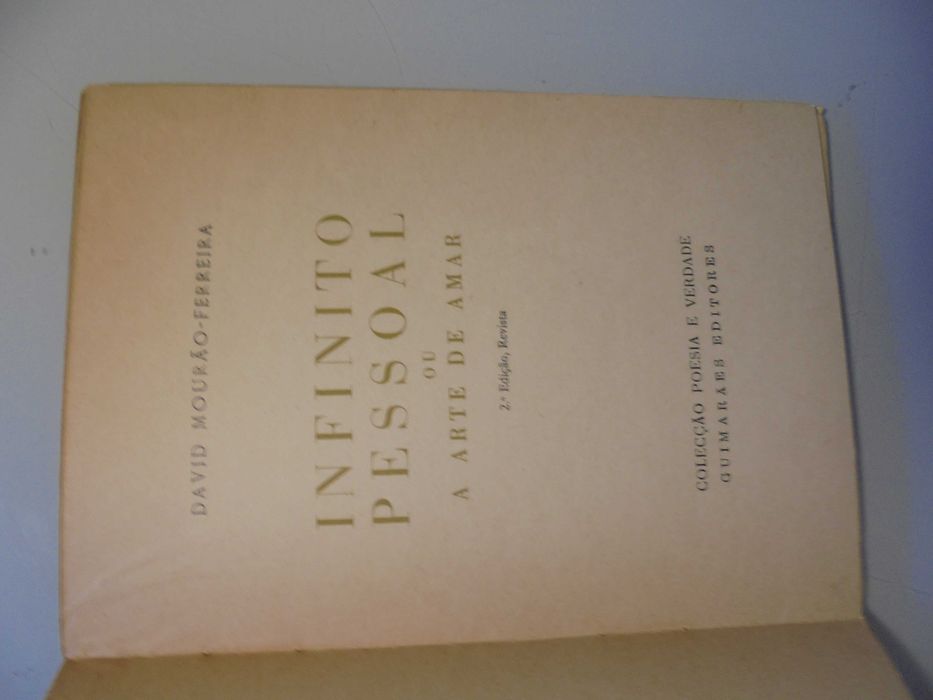 DAVID MOURÃO-FERREIRA
INFINITO
PESSOAL
OU
A ARTE DE AMAR
2.ª Edição, Revista
COLECÇÃO POESIA E VERDADE
GUIMARÃES EDITORES